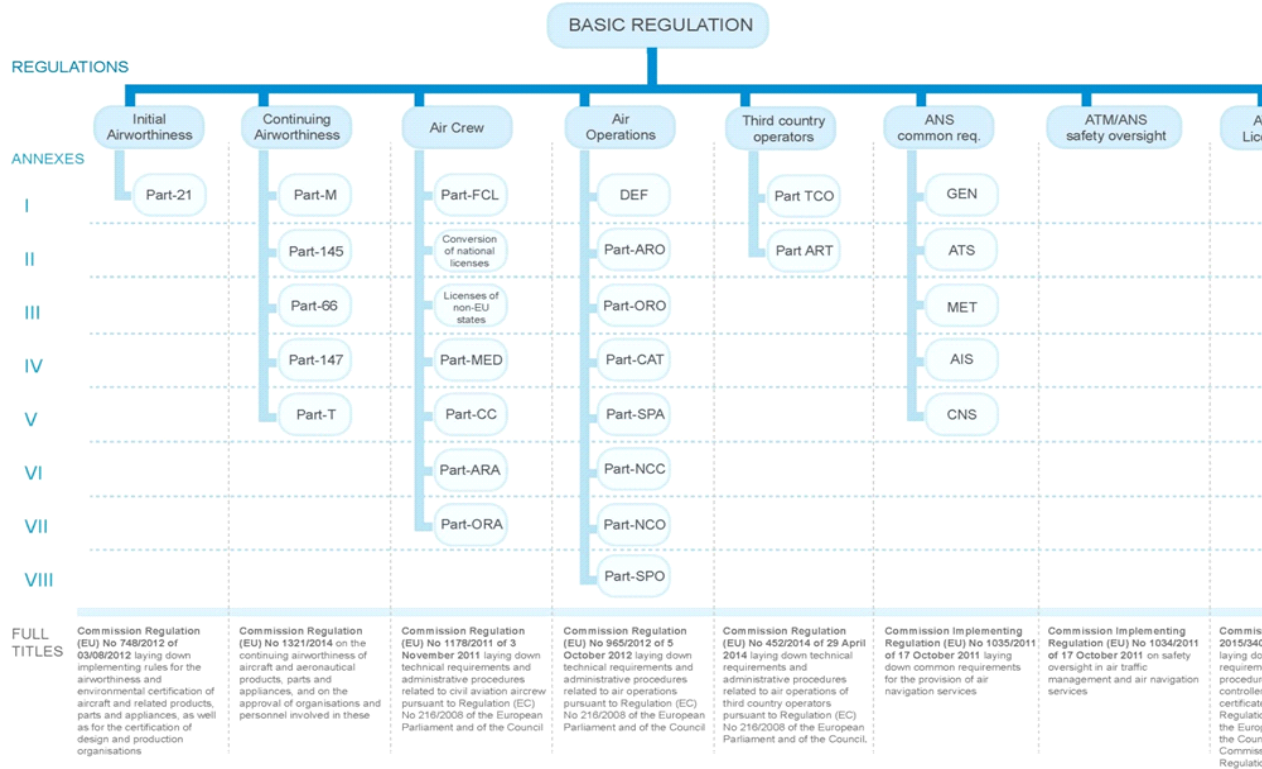 BASIC REGULATION
REGULATIONS
Initial
Airworthiness
Continuing
Airworthiness
Air Crew
Air
Operations
Third country
operators
ANS
common req.
ATM/ANS
safety oversight
ANNEXES
I
Part-21
Part-M
Part-FCL
DEF
Part TCO
GEN
II
Part-145
Conversion
of national
licenses
Part-ARO
Part ART
ATS
III
Part-66
Licenses of
non-EU
states
Part-ORO
MET
IV
Part-147
Part-MED
Part-CAT
AIS
V
Part-T
Part-CC
Part-SPA
CNS
VI
Part-ARA
Part-NCC
VII
Part-ORA
Part-NCO
VIII
Part-SPO
FULL
TITLES
Commission Regulation
(EU) No 748/2012 of
03/08/2012 laying down
implementing rules for the
airworthiness and
environmental certification of
aircraft and related products,
parts and appliances, as well
as for the certification of
design and production
organisations
Commission Regulation
(EU) No 1321/2014 on the
continuing airworthiness of
aircraft and aeronautical
products, parts and
appliances, and on the
approval of organisations and
personnel involved in these
Commission Regulation
(EU) No 1178/2011 of 3
November 2011 laying down
technical requirements and
administrative procedures
related to civil aviation aircrew
pursuant to Regulation (EC)
No 216/2008 of the European
Parliament and of the Council
Commission Regulation
(EU) No 965/2012 of 5
October 2012 laying down
technical requirements and
admistrative procedures
related to air operations
pursuant to Regulation (EC)
No 216/2008 of the European
Parliament and of the Council
Commission Regulation
(EU) No 452/2014 of 29 April
2014 laying down technical
requirements and
administrative procedures
related to air operations of
third country operators
pursuant to Regulation (EC)
No 216/2008 of the European
Parliament and of the Council.
Commission Implementing
Regulation (EU) No 1035/2011
of 17 October 2011 laying
down common requirements
for the provision of air
navigation services
Commission Implementing
Regulation (EU) No 1034/2011
of 17 October 2011 on safety
oversight in air traffic
management and air navigation
services
2015/340
laying do
the Coun